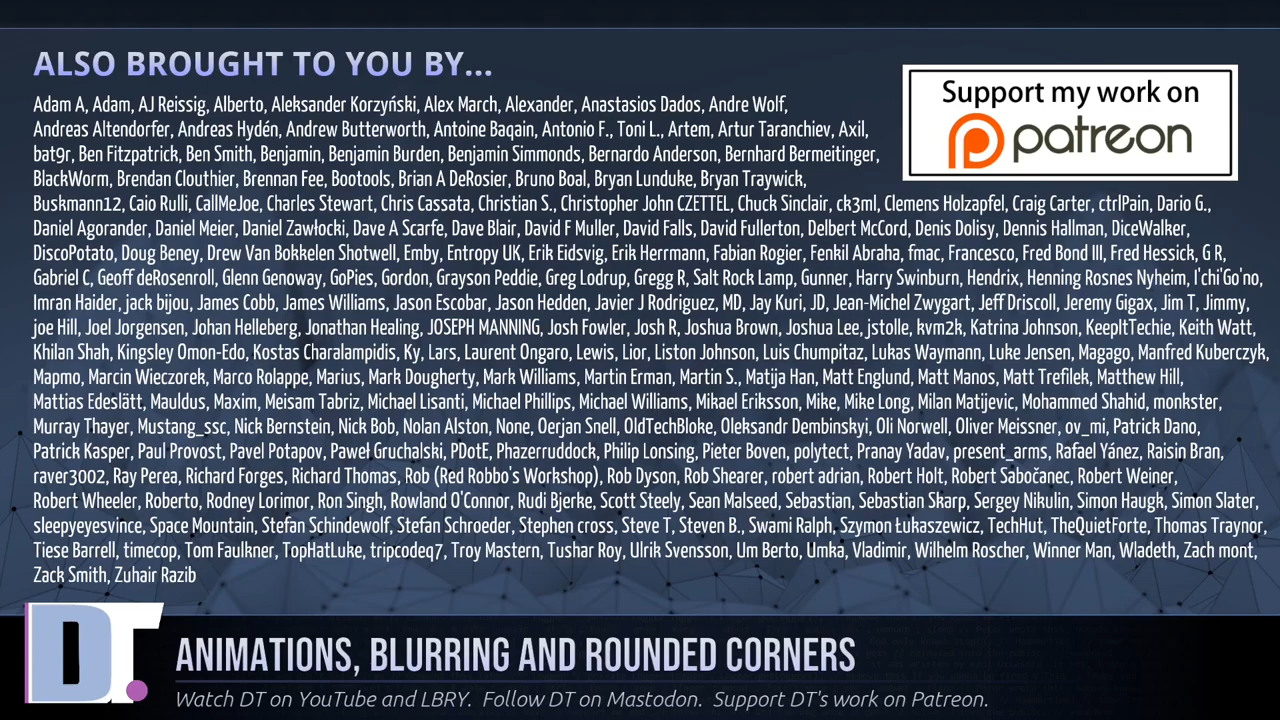 ALSO BROUGHT TO YOU BY...
Adam A, Adam, AJ Reissig, Alberto, Aleksander Korzyński, Alex March, Alexander, Anastasios Dados, Andre Wolf,
Andreas Altendorfer, Andreas Hydén, Andrew Butterworth, Antoine Baqain, Antonio F., Toni L., Artem, Artur Taranchiev, Axil,
bat9r, Ben Fitzpatrick, Ben Smith, Benjamin, Benjamin Burden, Benjamin Simmonds, Bernardo Anderson, Bernhard Bermeitinger,
BlackWorm, Brendan Clouthier, Brennan Fee, Bootools, Brian A DeRosier, Bruno Boal, Bryan Lunduke, Bryan Traywick,
Support my work on
patreon
Buskmann12, Caio Rulli, CallMeJoe, Charles Stewart, Chris Cassata, Christian S., Christopher John CZETTEL, Chuck Sinclair, ck3ml, Clemens Holzapfel, Craig Carter, ctrlPain, Dario G.,
Daniel Agorander, Daniel Meier, Daniel Zawłocki, Dave A Scarfe, Dave Blair, David F Muller, David Falls, David Fullerton, Delbert McCord, Denis Dolisy, Dennis Hallman, DiceWalker,
DiscoPotato, Doug Beney, Drew Van Bokkelen Shotwell, Emby, Entropy UK, Erik Eidsvig, Erik Herrmann, Fabian Rogier, Fenkil Abraha, fmac, Francesco, Fred Bond III, Fred Hessick, G R,
Gabriel C, Geoff deRosenroll, Glenn Genoway, GoPies, Gordon, Grayson Peddie, Greg Lodrup, Gregg R, Salt Rock Lamp, Gunner, Harry Swinburn, Hendrix, Henning Rosnes Nyheim, I'chi'Go'no,
Imran Haider, jack bijou, James Cobb, James Williams, Jason Escobar, Jason Hedden, Javier J Rodriguez, MD, Jay Kuri, JD, Jean-Michel Zwygart, Jeff Driscoll, Jeremy Gigax, Jim T, Jimmy,
joe Hill, Joel Jorgensen, Johan Helleberg, Jonathan Healing, JOSEPH MANNING, Josh Fowler, Josh R, Joshua Brown, Joshua Lee, jstolle, kvm2k, Katrina Johnson, KeepItTechie, Keith Watt,
Khilan Shah, Kingsley Omon-Edo, Kostas Charalampidis, Ky, Lars, Laurent Ongaro, Lewis, Lior, Liston Johnson, Luis Chumpitaz, Lukas Waymann, Luke Jensen, Magago, Manfred Kuberczyk,
Mapmo, Marcin Wieczorek, Marco Rolappe, Marius, Mark Dougherty, Mark Williams, Martin Erman, Martin S., Matija Han, Matt Englund, Matt Manos, Matt Trefilek, Matthew Hill,
Mattias Edeslätt, Mauldus, Maxim, Meisam Tabriz, Michael Lisanti, Michael Phillips, Michael Williams, Mikael Eriksson, Mike, Mike Long, Milan Matijevic, Mohammed Shahid, monkster,
Murray Thayer, Mustang_ssc, Nick Bernstein, Nick Bob, Nolan Alston, None, Oerjan Snell, OldTechBloke, Oleksandr Dembinskyi, Oli Norwell, Oliver Meissner, ov_mi, Patrick Dano,
Patrick Kasper, Paul Provost, Pavel Potapov, Paweł Gruchalski, PDotE, Phazerruddock, Philip Lonsing, Pieter Boven, polytect, Pranay Yadav, present_arms, Rafael Yánez, Raisin Bran,
raver3002, Ray Perea, Richard Forges, Richard Thomas, Rob (Red Robbo's Workshop), Rob Dyson, Rob Shearer, robert adrian, Robert Holt, Robert Sabočanec, Robert Weiner,
Robert Wheeler, Roberto, Rodney Lorimor, Ron Singh, Rowland O'Connor, Rudi Bjerke, Scott Steely, Sean Malseed, Sebastian, Sebastian Skarp, Sergey Nikulin, Simon Haugk, Simon Slater,
sleepyeyesvince, Space Mountain, Stefan Schindewolf, Stefan Schroeder, Stephen cross, Steve T, Steven B., Swami Ralph, Szymon Łukaszewicz, TechHut, TheQuietForte, Thomas Traynor,
Tiese Barrell, timecop, Tom Faulkner, TopHatLuke, tripcodeq7, Troy Mastern, Tushar Roy, Ulrik Svensson, Um Berto, Umka, Vladimir, Wilhelm Roscher, Winner Man, Wladeth, Zach mont,
Zack Smith, Zuhair Razib
DT.
ANIMATIONS, BLURRING AND ROUNDED CORNERS
Watch DT on YouTube and LBRY. Follow DT on Mastodon. Support DT's work on Patreon.